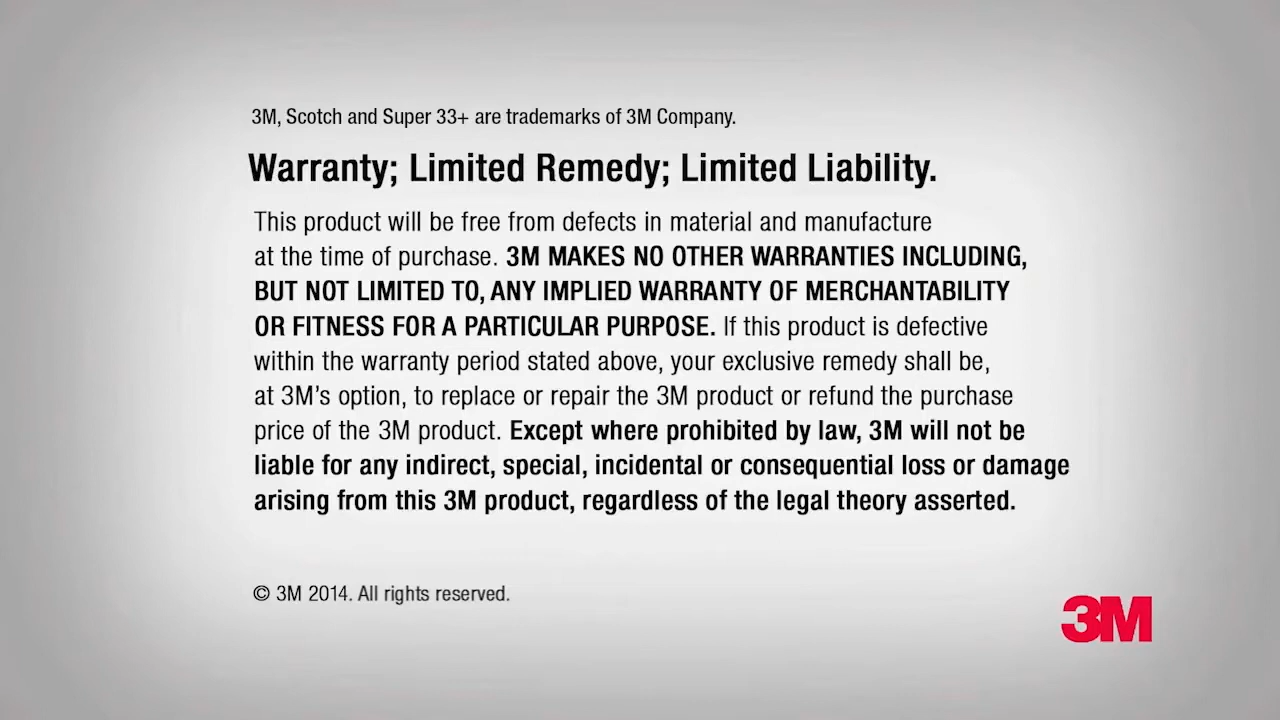 3M, Scotch and Super 33+ are trademarks of 3M Company.
Warranty; Limited Remedy; Limited Liability.
This product will be free from defects in material and manufacture
at the time of purchase. 3M MAKES NO OTHER WARRANTIES INCLUDING,
BUT NOT LIMITED TO, ANY IMPLIED WARRANTY OF MERCHANTABILITY
OR FITNESS FOR A PARTICULAR PURPOSE. If this product is defective
within the warranty period stated above, your exclusive remedy shall be,
at 3M’s option, to replace or repair the 3M product or refund the purchase
price of the 3M product. Except where prohibited by law, 3M will not be
liable for any indirect, special, incidental or consequential loss or damage
arising from this 3M product, regardless of the legal theory asserted.
© 3M 2014. All rights reserved.
3M